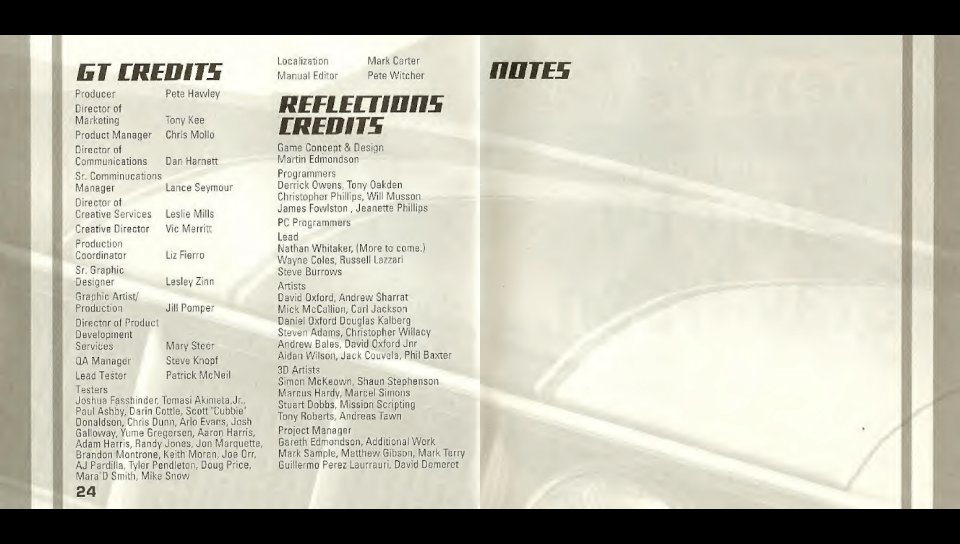 GT CREDITS
Producer Pete Hawley
Director of
Marketing Tony Kee
Product Manager Chris Mollo
Director of
Communications Dan Harnett
Sr. Comminucations
Manager Lance Seymour
Director of
Creative Services Leslie Mills
Creative Director Vic Merritt
Production
Coordinator Liz Fierro
Sr. Graphic
Designer Lesley Zinn
Graphic Artist/
Production Jill Pomper
Director of Product
Development
Services Mary Steer
QA Manager Steve Knopf
Lead Tester Patrick McNeil
Testers
Joshua Fassbinder, Temasi Akimeta,Jr.,
Paul Ashby, Darin Cottle, Scott "Cubbie"
Donaldson, Chris Dunn, Arlo Evans, Josh
Galloway, Yume Gregersen, Aaron Harris,
Adam Harris, Randy Jones, Jon Marquette,
Brandon Montrone, Keith Moran, Joe Orr,
AJ Pardilla, Tyler Pendleton, Doug Price,
Mara'D Smith, Mike Snow
24
Localization Mark Carter
Manual Editor Pete Witcher
REFLECTIONS
CREDITS
Game Concept & Design
Martin Edmondson
Programmers
Derrick Owens, Tony Oakden
Christopher Phillips, Will Musson
James Fowlston , Jeanette Phillips
PC Programmers
Lead
Nathan Whitaker, (More to come.)
Wayne Coles, Russell Lazzari
Steve Burrows
Artists
David Oxford, Andrew Sharrat
Mick McCallion, Carl Jackson
Daniel Oxford Douglas Kalberg
Steven Adams, Christopher Willacy
Andrew Bales, David Oxford Jnr
Aidan Wilson, Jack Couvela, Phil Baxter
3D Artists
Simon McKeown, Shaun Stephenson
Marcus Hardy, Marcel Simons
Stuart Dobbs, Mission Scripting
Tony Roberts, Andreas Tawn
Project Manager
Gareth Edmondson, Additional Work
Mark Sample, Matthew Gibson, Mark Terry
Guillermo Perez Laurrauri, David Demeret
NOTES